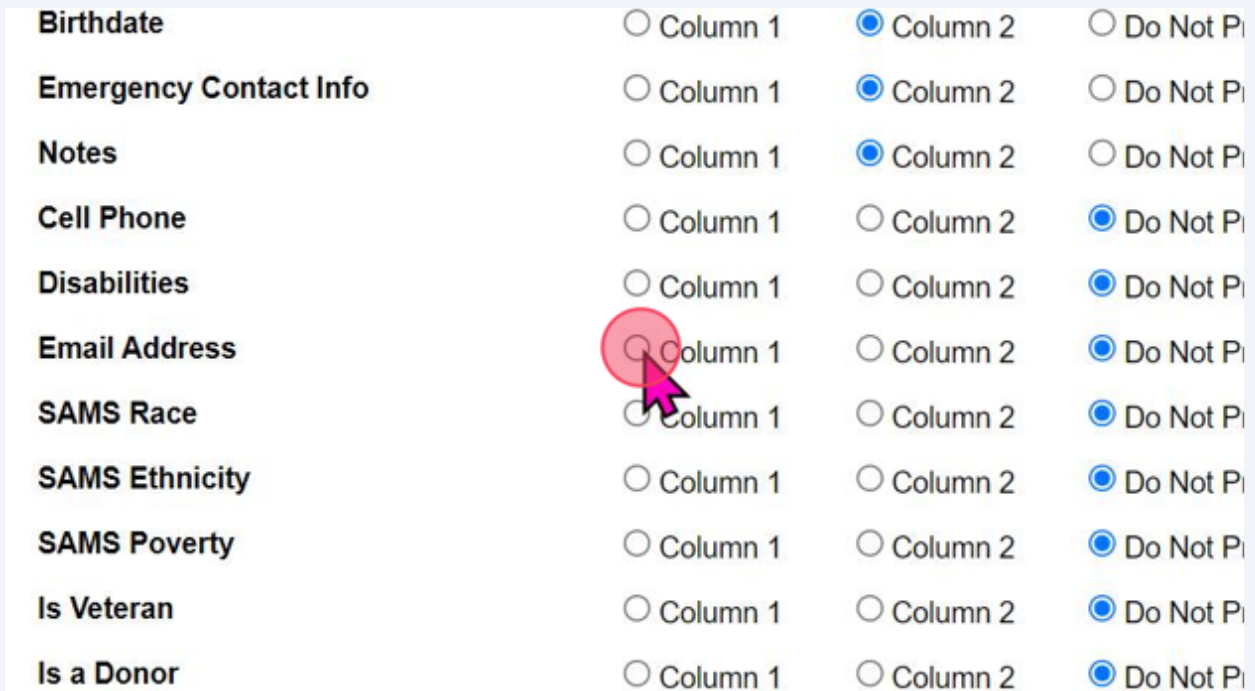 Birthdate Column 1 Column 2 Do Not P
Emergency Contact Info Column 1 Column 2 Do Not P
Notes Column 1 Column 2 Do Not P
Cell Phone Column 1 Column 2 Do Not P
Disabilities Column 1 Column 2 Do Not P
Email Address Column 1 Column 2 Do Not P
SAMS Race Column 1 Column 2 Do Not P
SAMS Ethnicity Column 1 Column 2 Do Not P
SAMS Poverty Column 1 Column 2 Do Not P
Is Veteran Column 1 Column 2 Do Not P
Is a Donor Column 1 Column 2 Do Not P